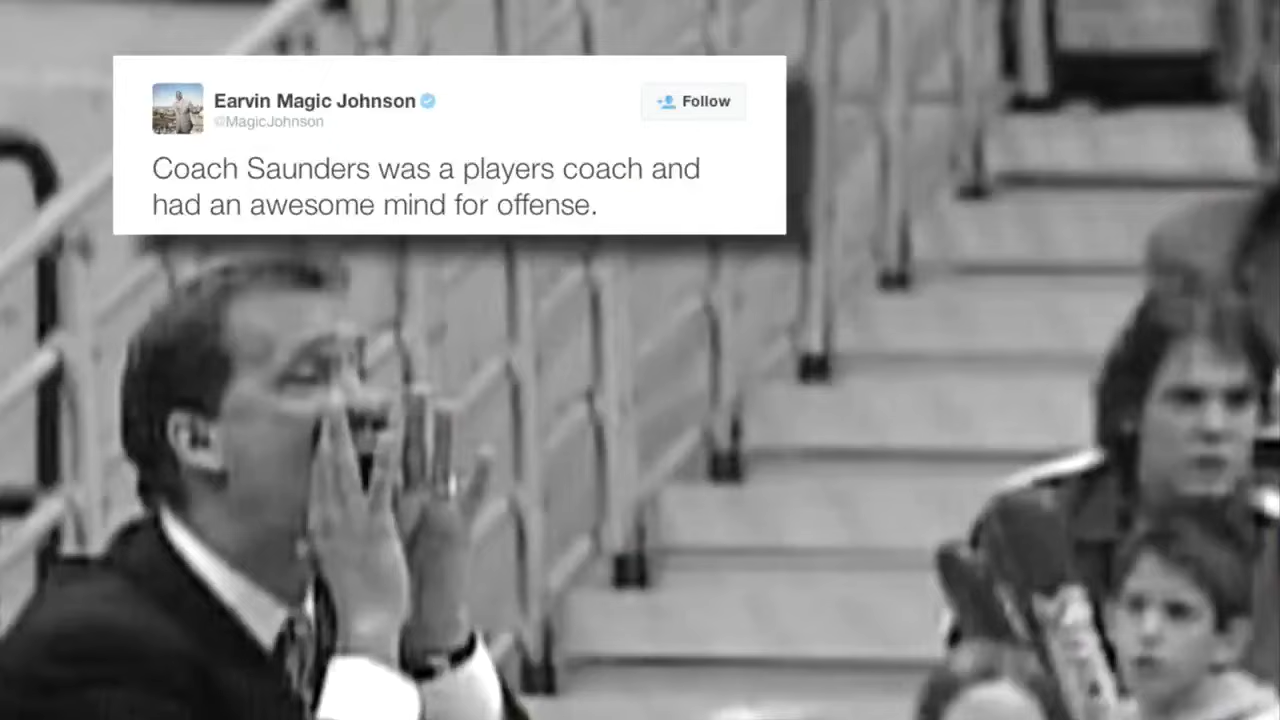 Earvin Magic Johnson
@MagicJohnson
Follow
Coach Saunders was a players coach and
had an awesome mind for offense.